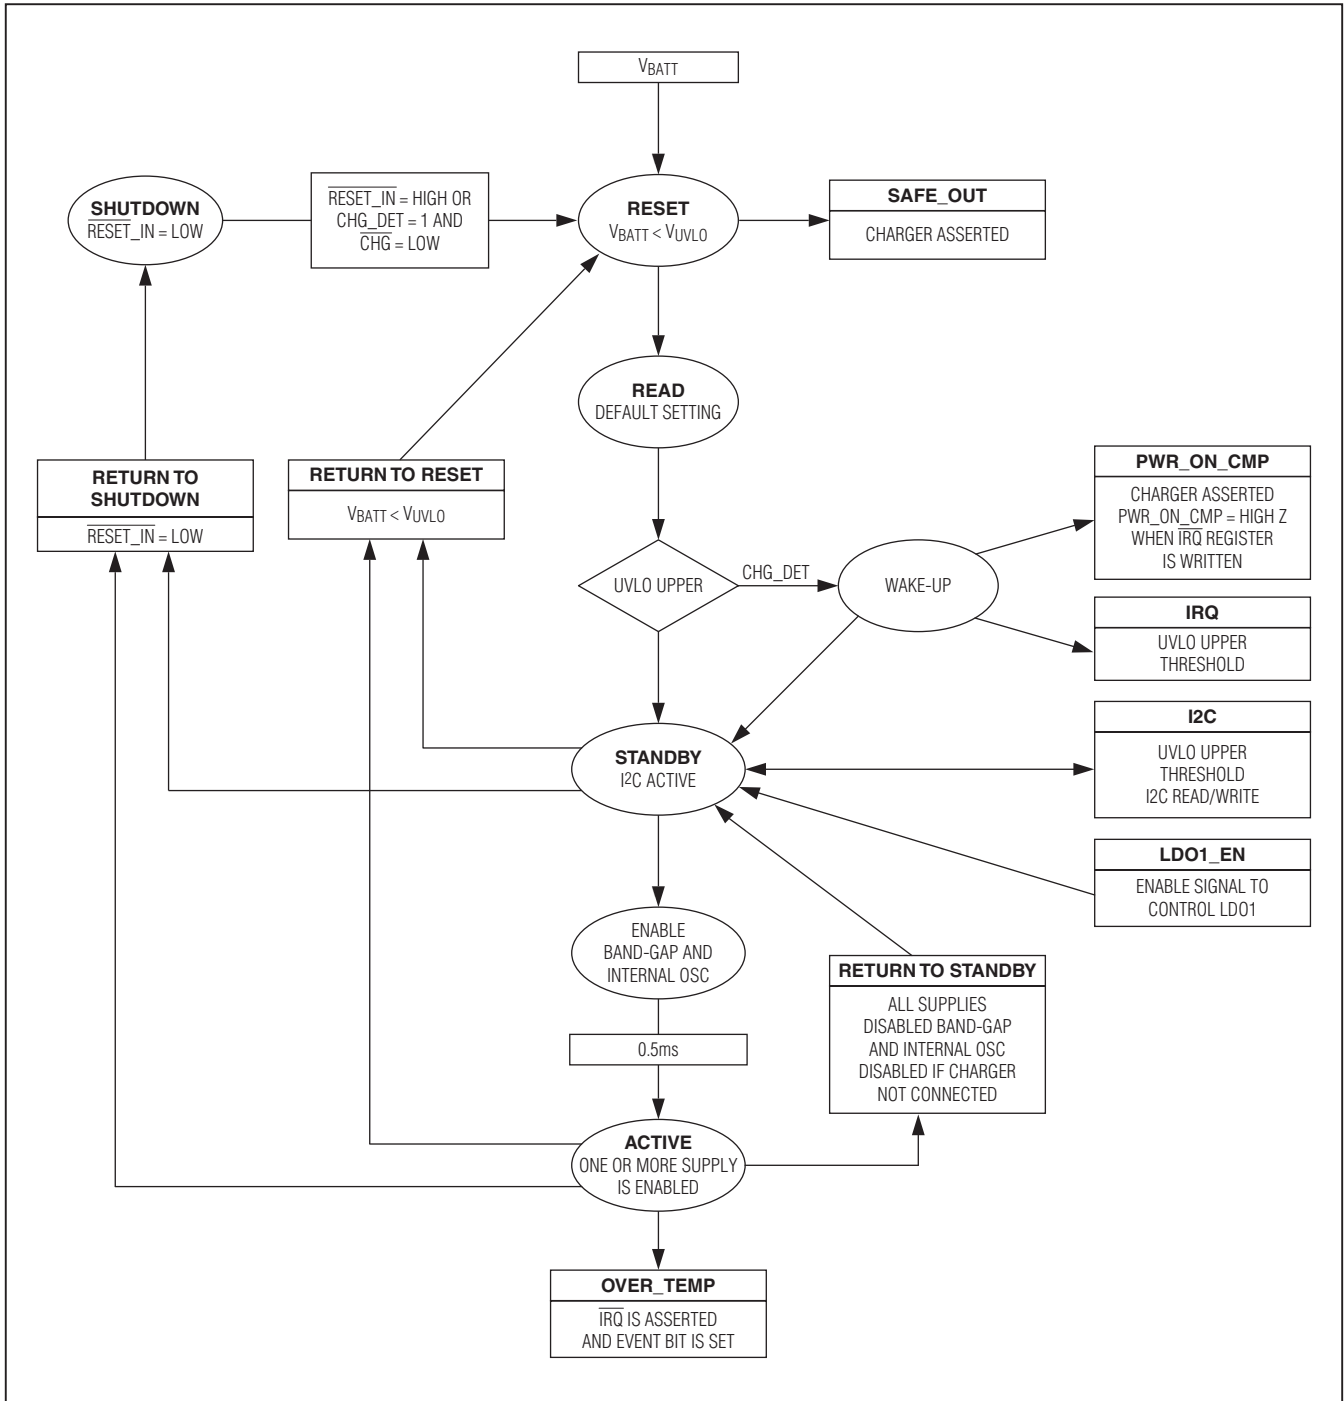 VBATT
SHUTDOWN
RESET_IN = LOW
RESET_IN = HIGH OR
CHG_DET = 1 AND
CHG = LOW
RESET
VBATT < VUVLO
SAFE_OUT
CHARGER ASSERTED
READ
DEFAULT SETTING
RETURN TO
SHUTDOWN
RESET_IN = LOW
RETURN TO RESET
VBATT < VUVLO
UVLO UPPER
CHG_DET
WAKE-UP
PWR_ON_CMP
CHARGER ASSERTED
PWR_ON_CMP = HIGH Z
WHEN IRQ REGISTER
IS WRITTEN
IRQ
UVLO UPPER
THRESHOLD
STANDBY
I2C ACTIVE
I2C
UVLO UPPER
THRESHOLD
I2C READ/WRITE
LDO1_EN
ENABLE SIGNAL TO
CONTROL LDO1
ENABLE
BAND-GAP AND
INTERNAL OSC
0.5ms
RETURN TO STANDBY
ALL SUPPLIES
DISABLED BAND-GAP
AND INTERNAL OSC
DISABLED IF CHARGER
NOT CONNECTED
ACTIVE
ONE OR MORE SUPPLY
IS ENABLED
OVER_TEMP
IRQ IS ASSERTED
AND EVENT BIT IS SET